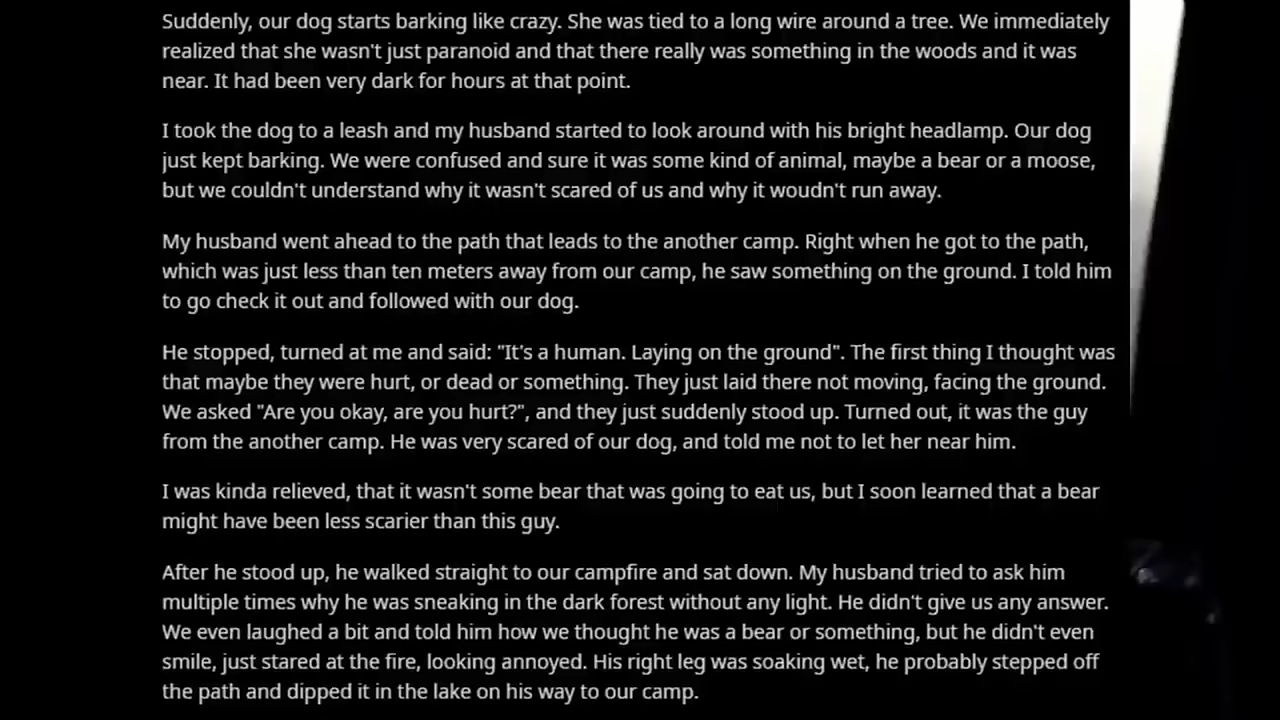 Suddenly, our dog starts barking like crazy. She was tied to a long wire around a tree. We immediately
realized that she wasn't just paranoid and that there really was something in the woods and it was
near. It had been very dark for hours at that point.
I took the dog to a leash and my husband started to look around with his bright headlamp. Our dog
just kept barking. We were confused and sure it was some kind of animal, maybe a bear or a moose,
but we couldn't understand why it wasn't scared of us and why it woudn't run away.
My husband went ahead to the path that leads to the another camp. Right when he got to the path,
which was just less than ten meters away from our camp, he saw something on the ground. I told him
to go check it out and followed with our dog.
He stopped, turned at me and said: "It's a human. Laying on the ground". The first thing I thought was
that maybe they were hurt, or dead or something. They just laid there not moving, facing the ground.
We asked "Are you okay, are you hurt?", and they just suddenly stood up. Turned out, it was the guy
from the another camp. He was very scared of our dog, and told me not to let her near him.
I was kinda relieved, that it wasn't some bear that was going to eat us, but I soon learned that a bear
might have been less scarier than this guy.
After he stood up, he walked straight to our campfire and sat down. My husband tried to ask him
multiple times why he was sneaking in the dark forest without any light. He didn't give us any answer.
We even laughed a bit and told him how we thought he was a bear or something, but he didn't even
smile, just stared at the fire, looking annoyed. His right leg was soaking wet, he probably stepped off
the path and dipped it in the lake on his way to our camp.